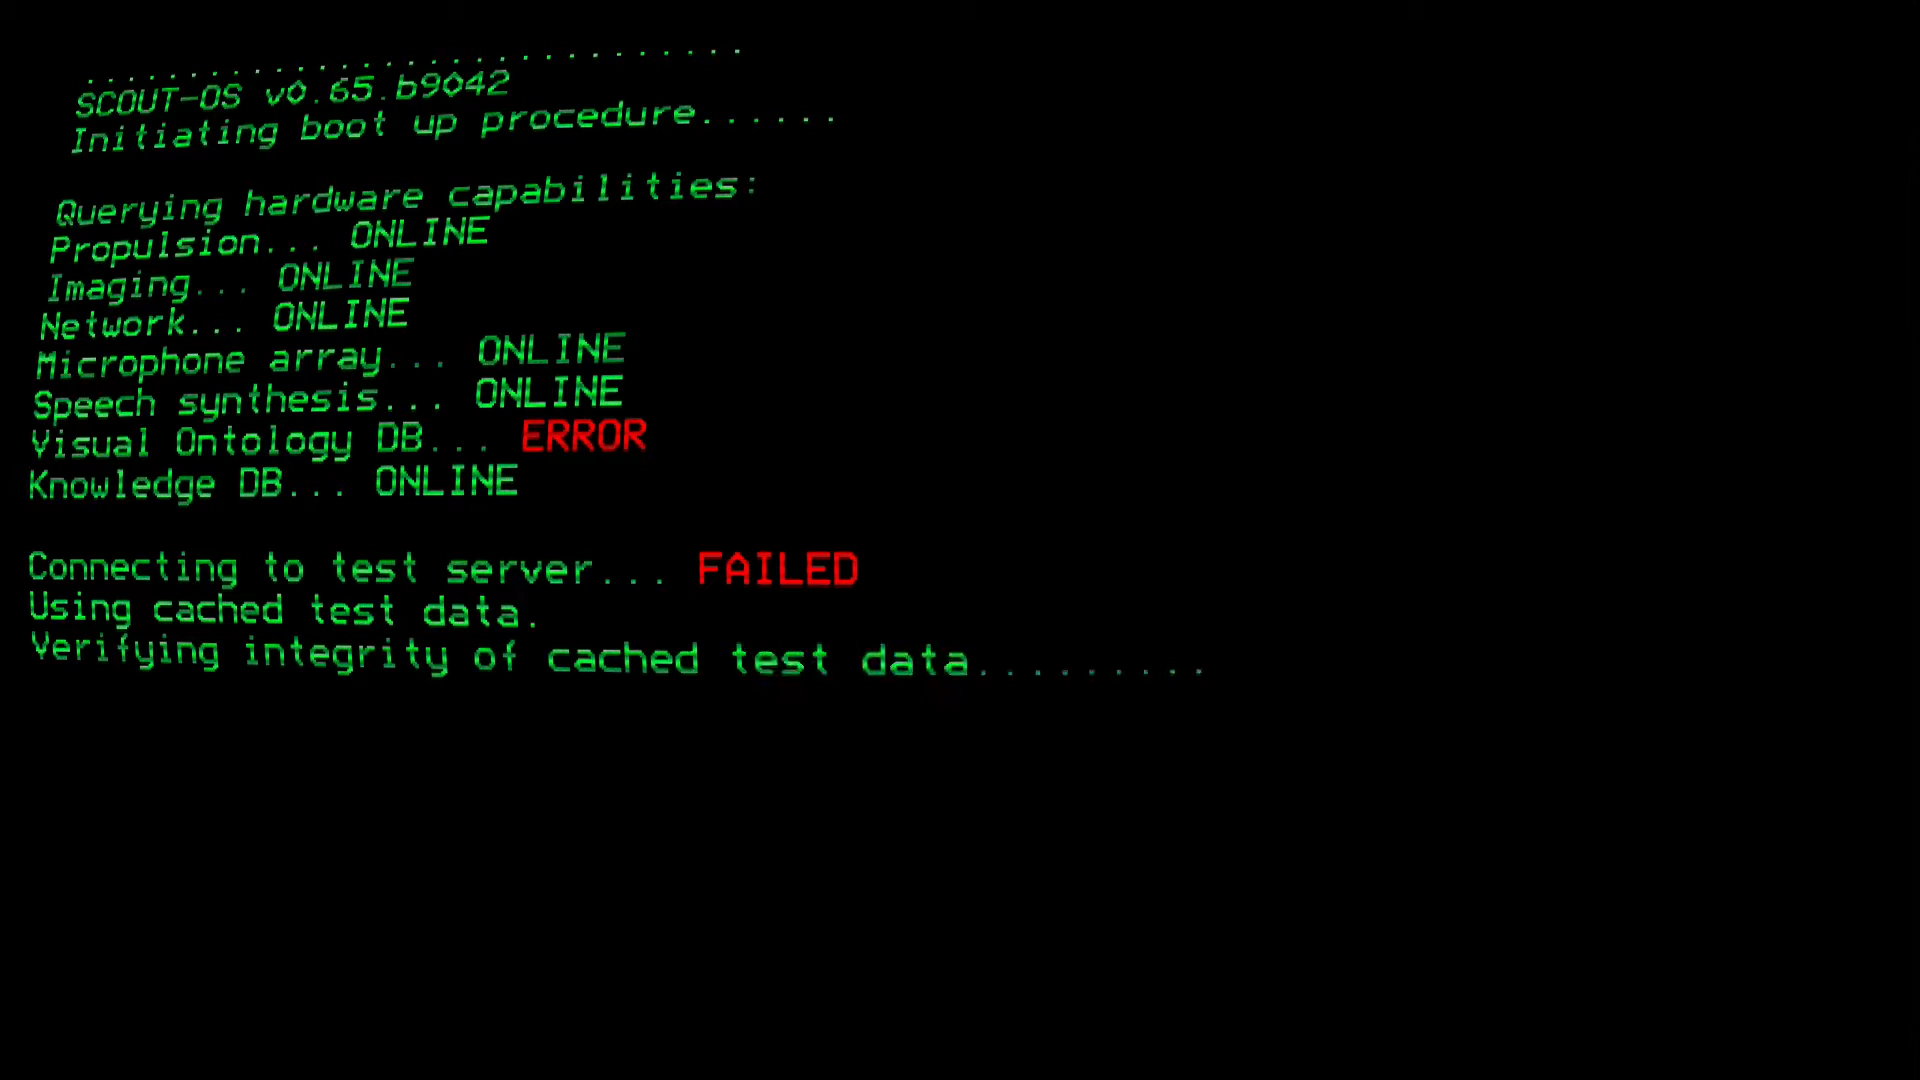 ..............................
SCOUT-OS v0.65.b9042
Initiating boot up procedure......
Querying hardware capabilities:
Propulsion... ONLINE
Imaging... ONLINE
Network... ONLINE
Microphone array... ONLINE
Speech synthesis... ONLINE
Visual Ontology DB... ERROR
Knowledge DB... ONLINE
Connecting to test server... FAILED
Using cached test data.
Verifying integrity of cached test data.........